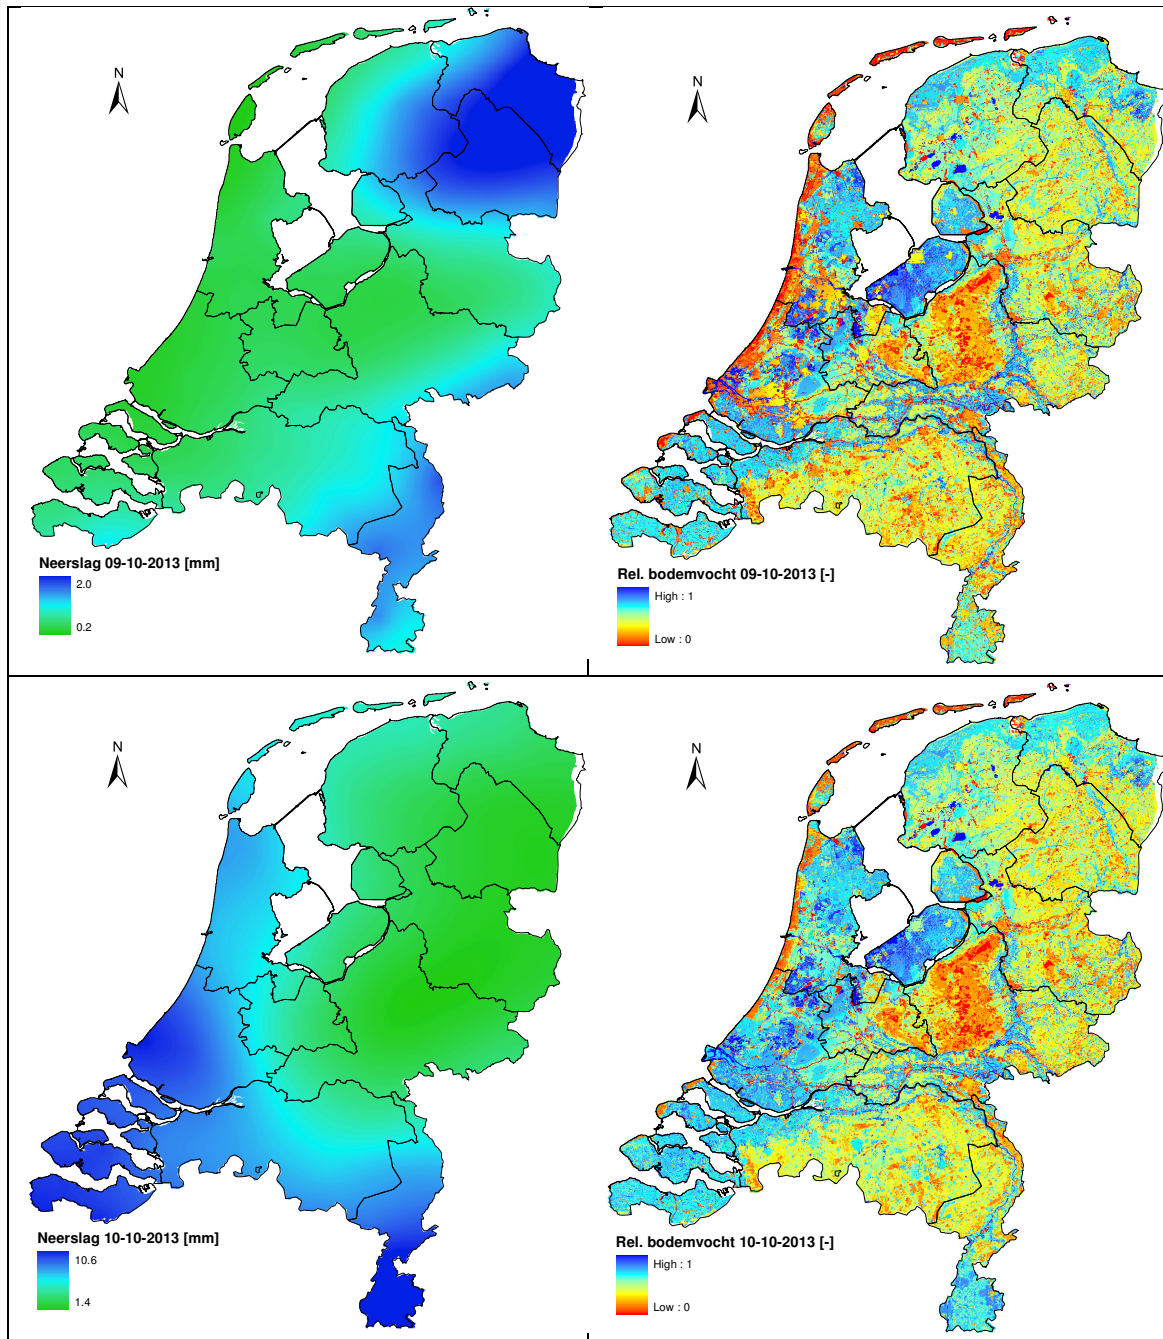 N
Neerslag 09-10-2013 [mm]
2.0
0.2
N
Rel. bodemvocht 09-10-2013 [-]
High : 1
Low : 0
N
Neerslag 10-10-2013 [mm]
10.6
1.4
N
Rel. bodemvocht 10-10-2013 [-]
High : 1
Low : 0